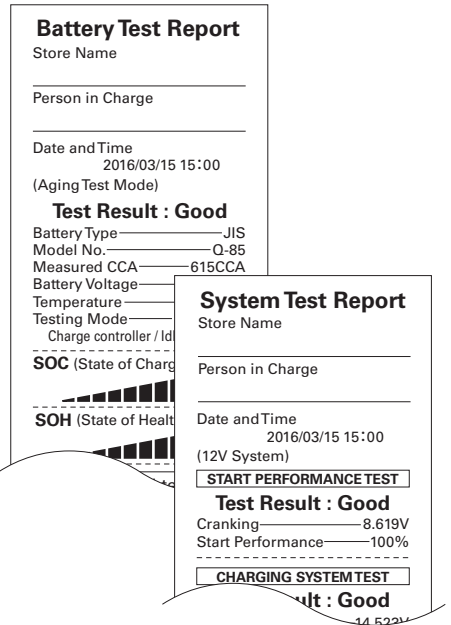 Battery Test Report
Store Name
Person in Charge
Date and Time
2016/03/15 15:00
(Aging Test Mode)
Test Result : Good
Battery Type JIS
Model No. Q-85
Measured CCA 615CCA
Battery Voltage
Temperature
Testing Mode
Charge controller /
SOC (State of
SOH (State of
System Test Report
Store Name
Person in Charge
Date and Time
2016/03/15 15:00
(12V System)
START PERFORMANCE TEST
Test Result : Good
Cranking 8.619V
Start Performance 100%
CHARGING SYSTEM TEST
: Good
14.523V